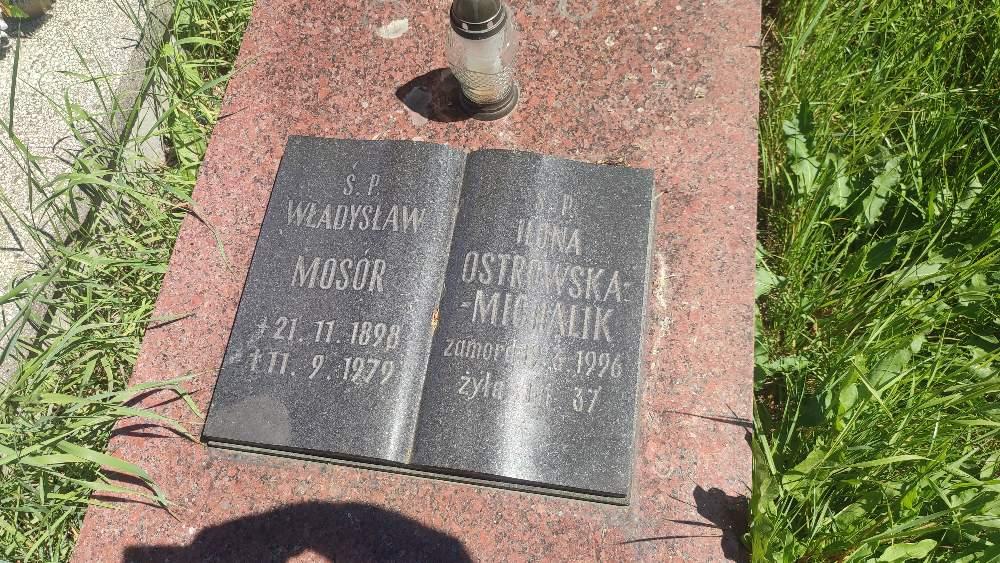 Ś. P.
WŁADYSŁAW
MOSÓR
* 21. 11. 1898
† 11. 9. 1979
Ś. P.
ILONA
OSTROWSKA-
-MICHALIK
1996
37